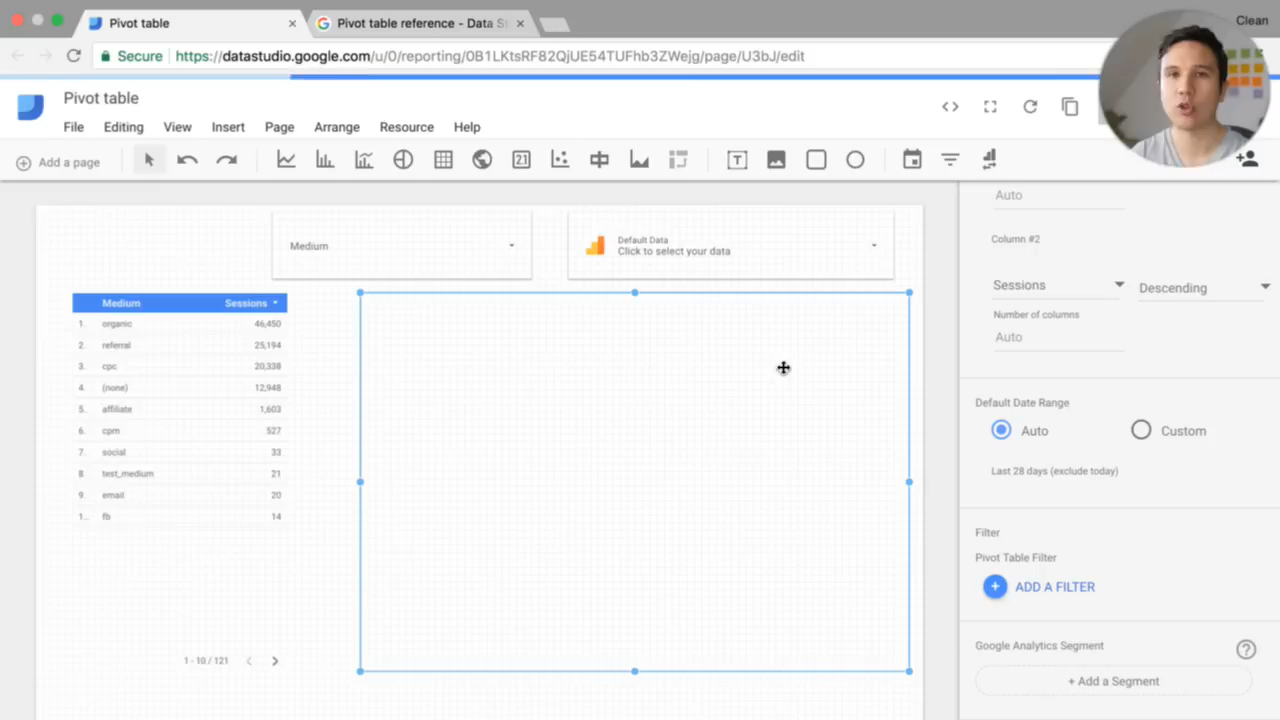 Pivot table
Pivot table reference - Data S
Clean
Secure
https://datastudio.google.com/u/0/reporting/0B1LKtsRF82QjUE54TUFhb3ZWejg/page/U3bJ/edit
Pivot table
File Editing View Insert Page Arrange Resource Help
Add a page
21
T
Medium
Default Data
Click to select your data
Medium Sessions
1. organic 46,450
2. referral 25,194
3. cpc 20,338
4. (none) 12,948
5. affiliate 1,603
6. cpm 527
7. social 33
8. test_medium 21
9. email 20
1... fb 14
1 - 10 / 121
Auto
Column #2
Sessions Descending
Number of columns
Auto
Default Date Range
Auto Custom
Last 28 days (exclude today)
Filter
Pivot Table Filter
ADD A FILTER
Google Analytics Segment
+ Add a Segment